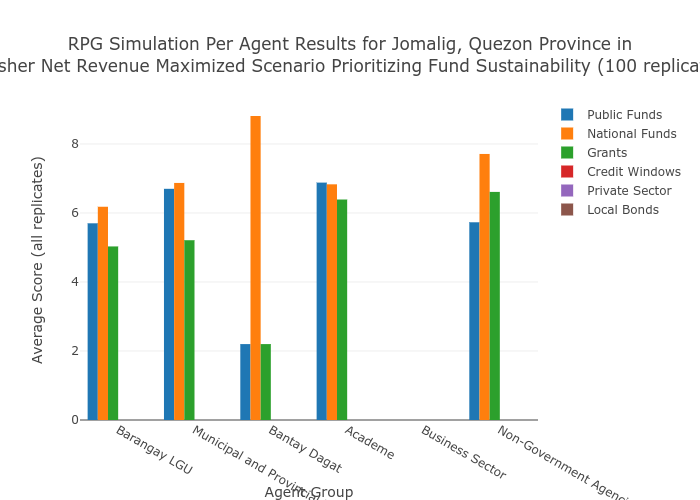 RPG Simulation Per Agent Results for Jomalig, Quezon Province in
sher Net Revenue Maximized Scenario Prioritizing Fund Sustainability (100 replica
Public Funds
National Funds
Grants
Credit Windows
Private Sector
Local Bonds
Average Score (all replicates)
8
6
4
2
0
Barangay LGU
Municipal and Provincial
Bantay Dagat
Academe
Business Sector
Non-Government Agenci
Agent Group